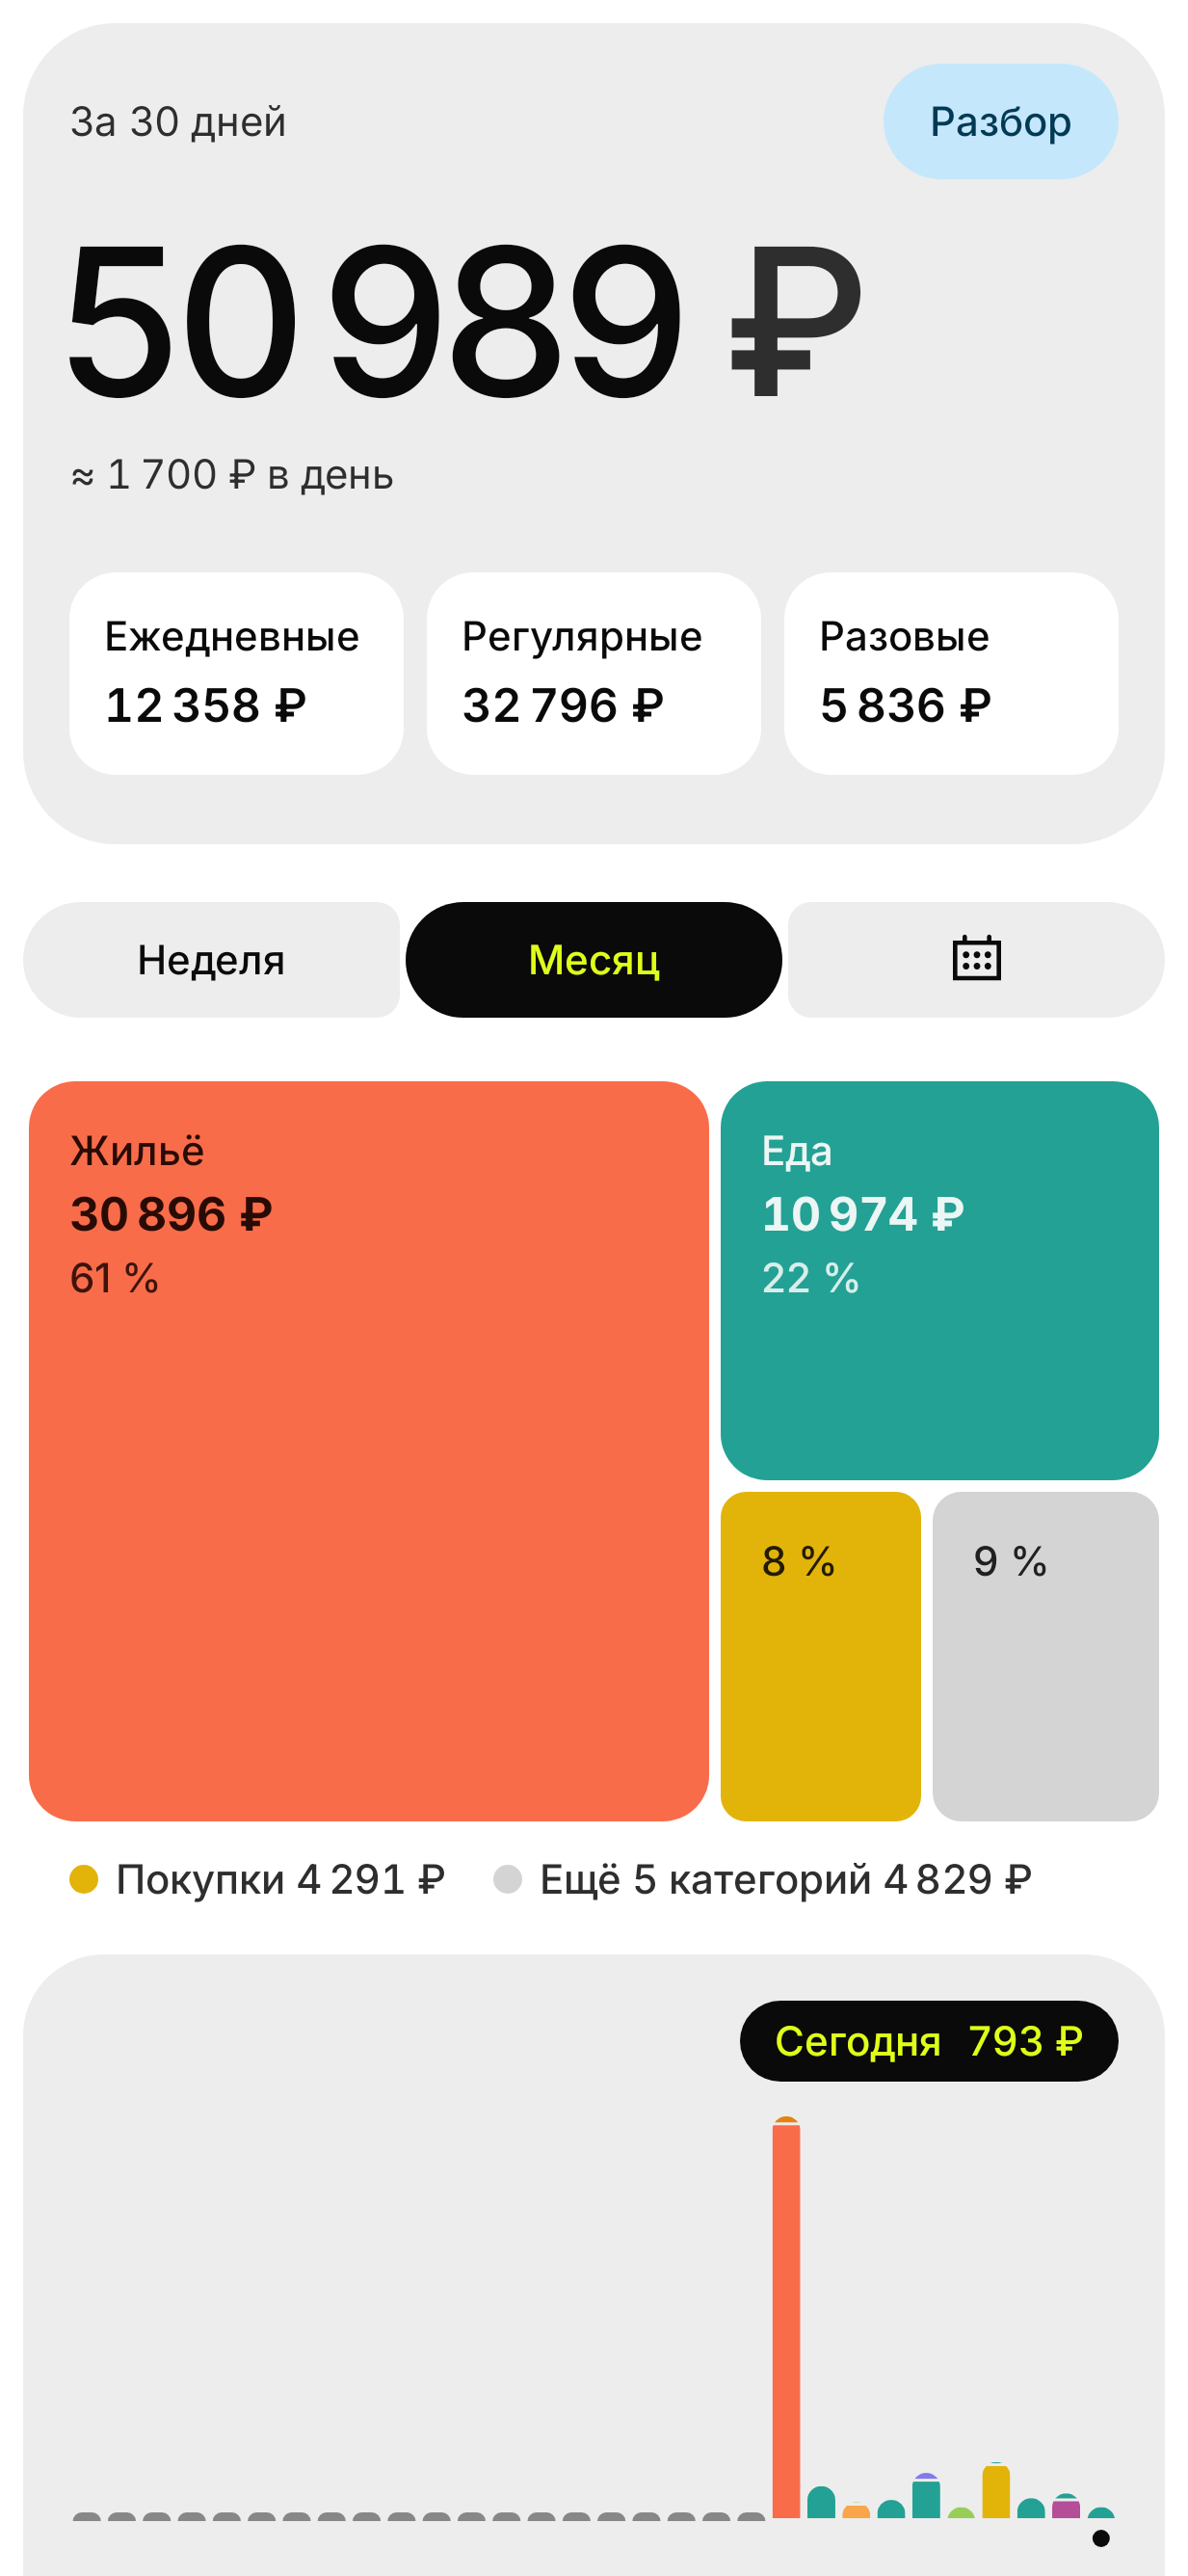 За 30 дней
Разбор
50 989 ₽
≈ 1 700 ₽ в день
Ежедневные
12 358 ₽
Регулярные
32 796 ₽
Разовые
5 836 ₽
Неделя
Месяц
Жильё
30 896 ₽
61 %
Еда
10 974 ₽
22 %
8 %
9 %
Покупки 4 291 ₽
Ещё 5 категорий 4 829 ₽
Сегодня 793 ₽